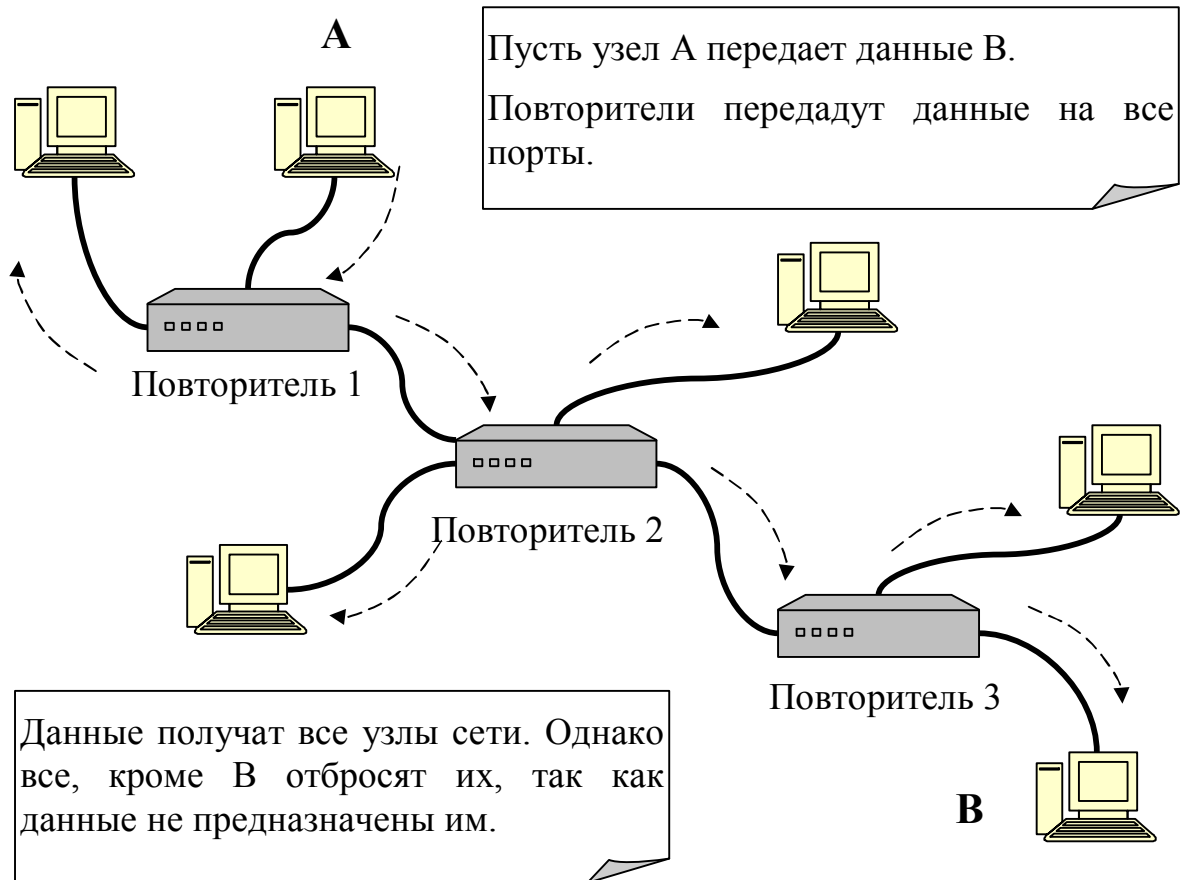 A
Пусть узел А передает данные В.
Повторители передадут данные на все
порты.
Повторитель 1
Повторитель 2
Повторитель 3
Данные получат все узлы сети. Однако
все, кроме В отбросят их, так как
данные не предназначены им.
B